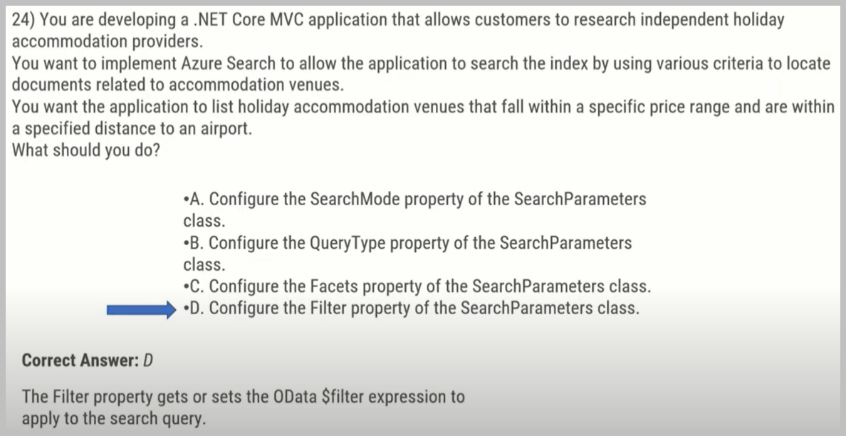 24) You are developing a .NET Core MVC application that allows customers to research independent holiday
accommodation providers.
You want to implement Azure Search to allow the application to search the index by using various criteria to locate
documents related to accommodation venues.
You want the application to list holiday accommodation venues that fall within a specific price range and are within
a specified distance to an airport.
What should you do?
•A. Configure the SearchMode property of the SearchParameters
class.
•B. Configure the QueryType property of the SearchParameters
class.
•C. Configure the Facets property of the SearchParameters class.
•D. Configure the Filter property of the SearchParameters class.
Correct Answer: D
The Filter property gets or sets the OData $filter expression to
apply to the search query.